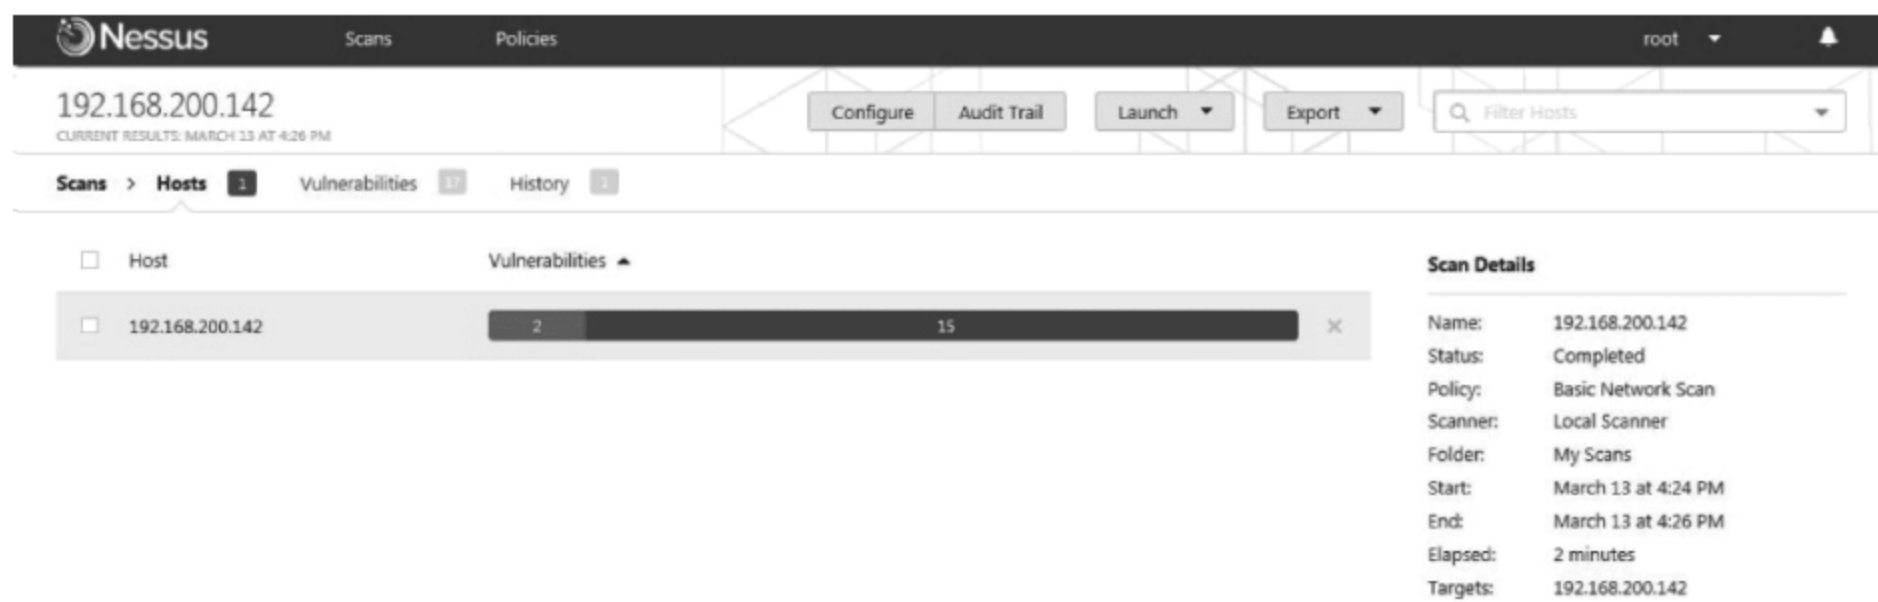 Nessus Scans Policies root
192.168.200.142
CURRENT RESULTS: MARCH 13 AT 4:26 PM
Configure Audit Trail Launch Export Filter Hosts
Scans > Hosts 1 Vulnerabilities 17 History 1
Host Vulnerabilities
192.168.200.142 2 15
Scan Details
Name: 192.168.200.142
Status: Completed
Policy: Basic Network Scan
Scanner: Local Scanner
Folder: My Scans
Start: March 13 at 4:24 PM
End: March 13 at 4:26 PM
Elapsed: 2 minutes
Targets: 192.168.200.142